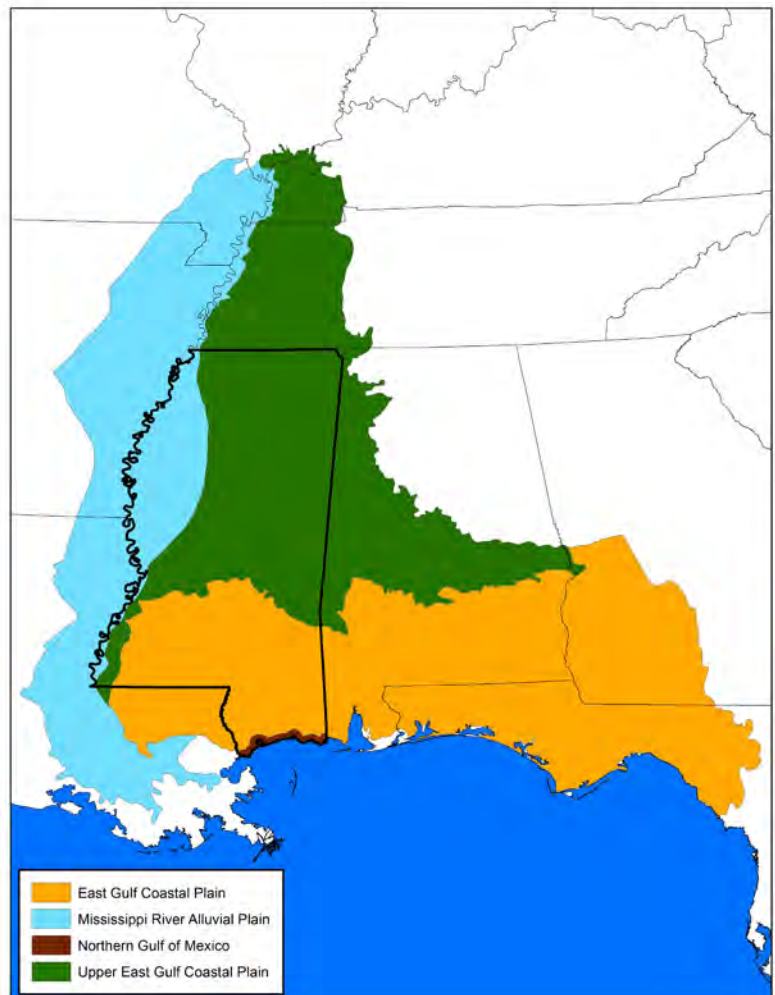 East Gulf Coastal Plain
Mississippi River Alluvial Plain
Northern Gulf of Mexico
Upper East Gulf Coastal Plain